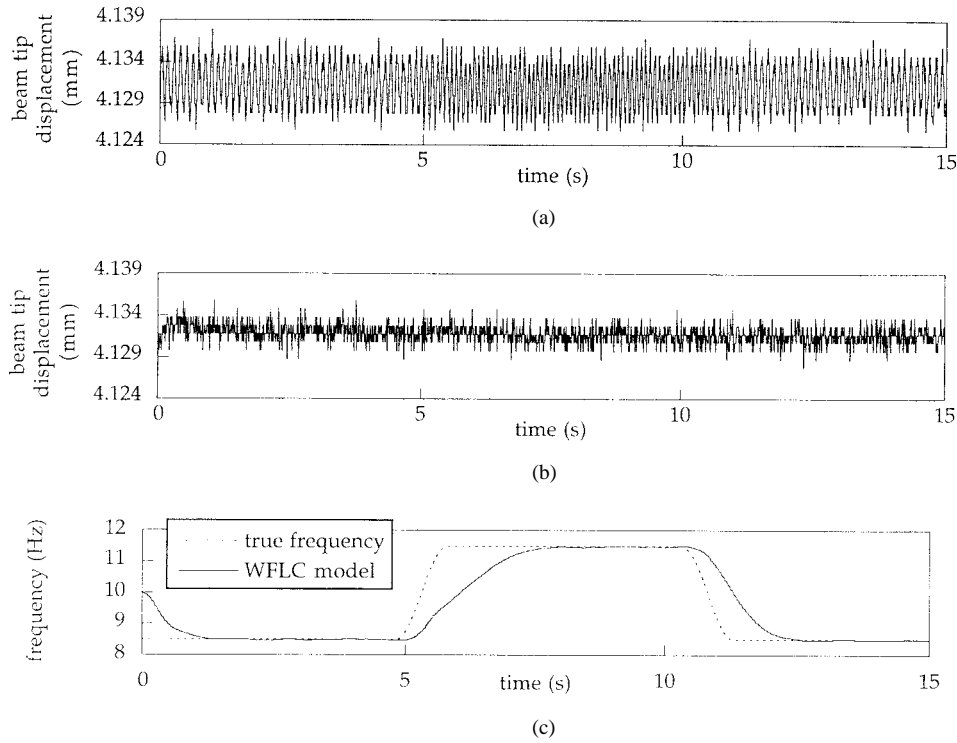 beam tip
displacement
(mm)
4.139
4.134
4.129
4.124
0
5
10
15
time (s)
(a)
beam tip
displacement
(mm)
4.139
4.134
4.129
4.124
0
5
10
15
time (s)
(b)
frequency (Hz)
12
11
10
9
8
true frequency
WFLC model
0
5
10
15
time (s)
(c)